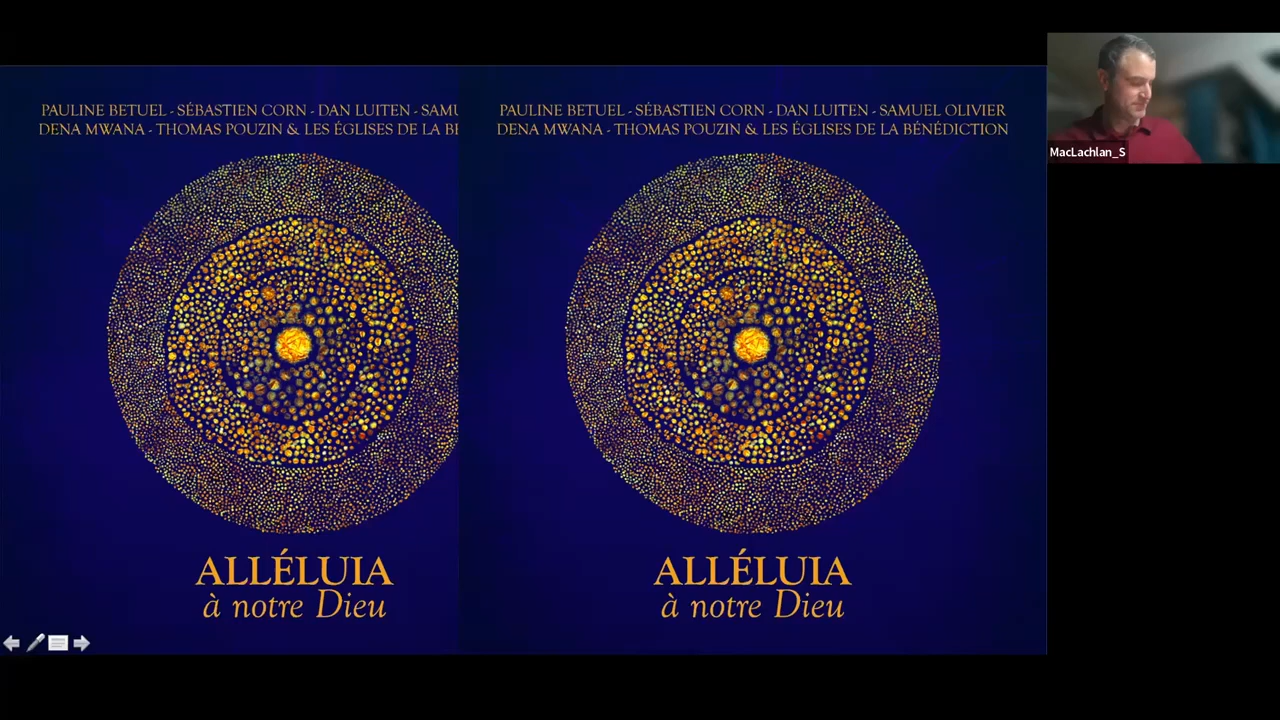 PAULINE BETUEL - SÉBASTIEN CORN - DAN LUITEN - SAMU
DENA MWANA - THOMAS POUZIN & LES ÉGLISES DE LA BÉ
ALLÉLUIA
à notre Dieu
PAULINE BETUEL - SÉBASTIEN CORN - DAN LUITEN - SAMUEL OLIVIER
DENA MWANA - THOMAS POUZIN & LES ÉGLISES DE LA BÉNÉDICTION
ALLÉLUIA
à notre Dieu
MacLachlan_S